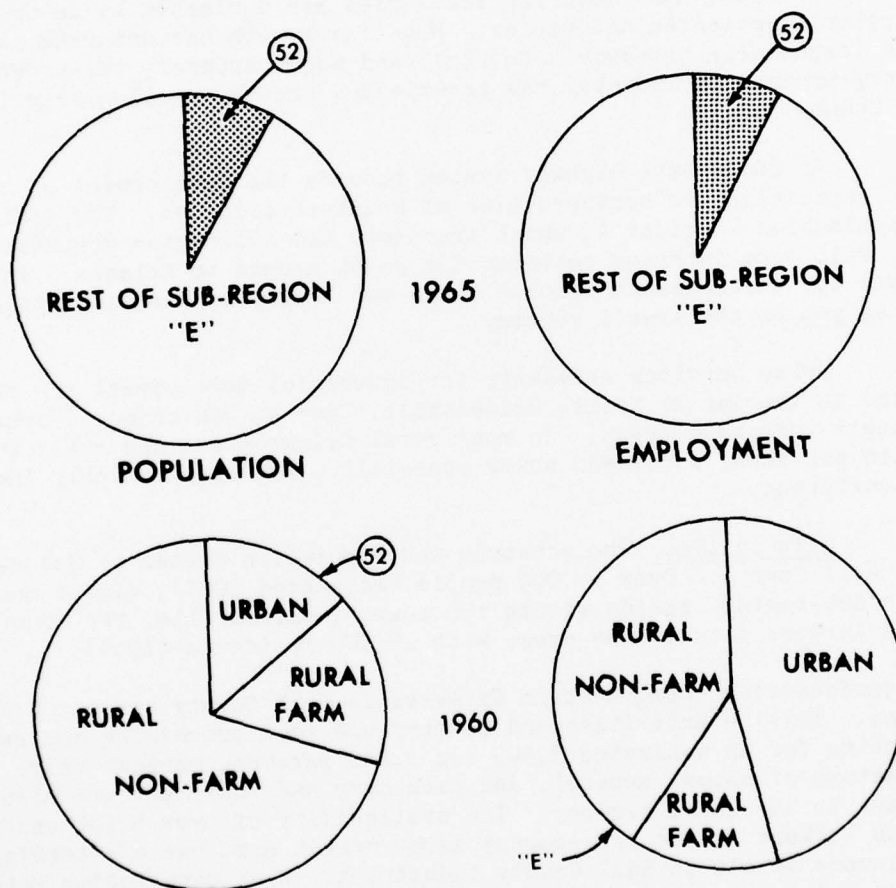 52
52
REST OF SUB-REGION
"E"
1965
REST OF SUB-REGION
"E"
POPULATION
EMPLOYMENT
52
URBAN
RURAL
FARM
RURAL
NON-FARM
1960
RURAL
NON-FARM
URBAN
RURAL
FARM
"E"